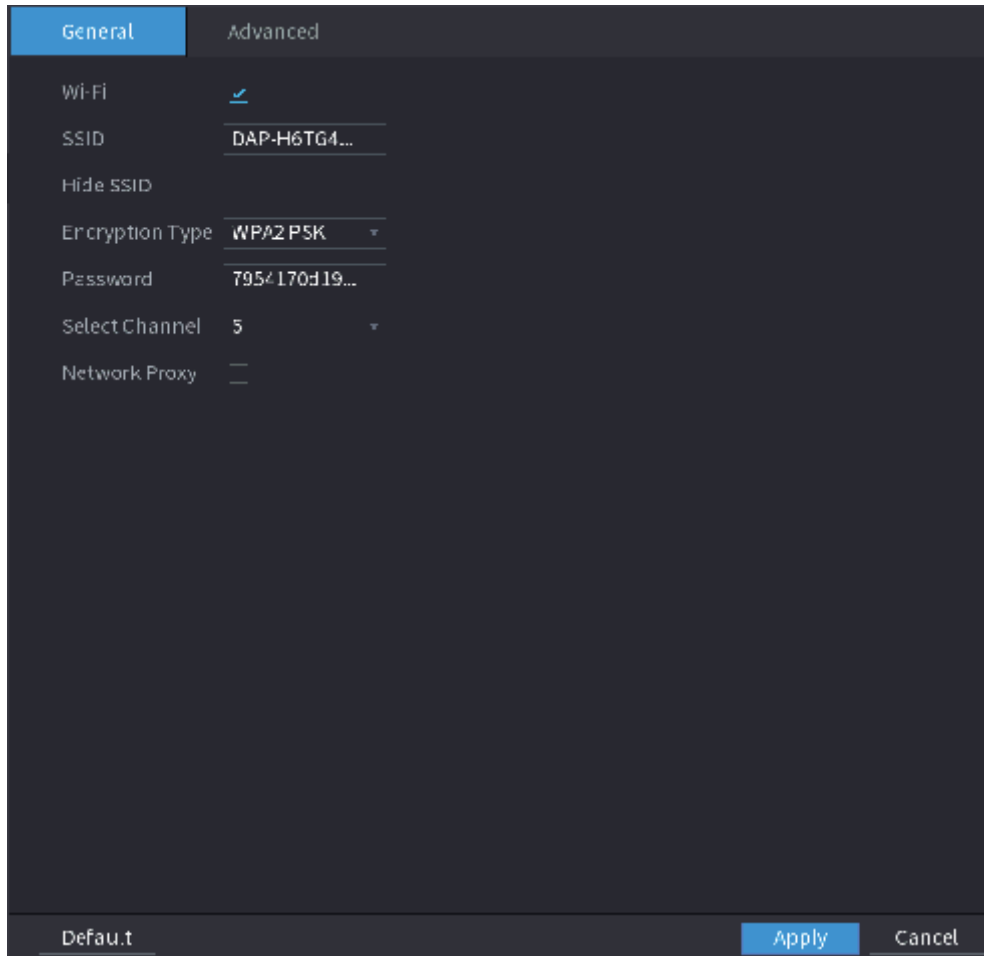 General Advanced
Wi-Fi
SSID DAP-H6TG4...
Hide SSID
Encryption Type WPA2 PSK
Password 7954170d19...
Select Channel 5
Network Proxy
Default Apply Cancel